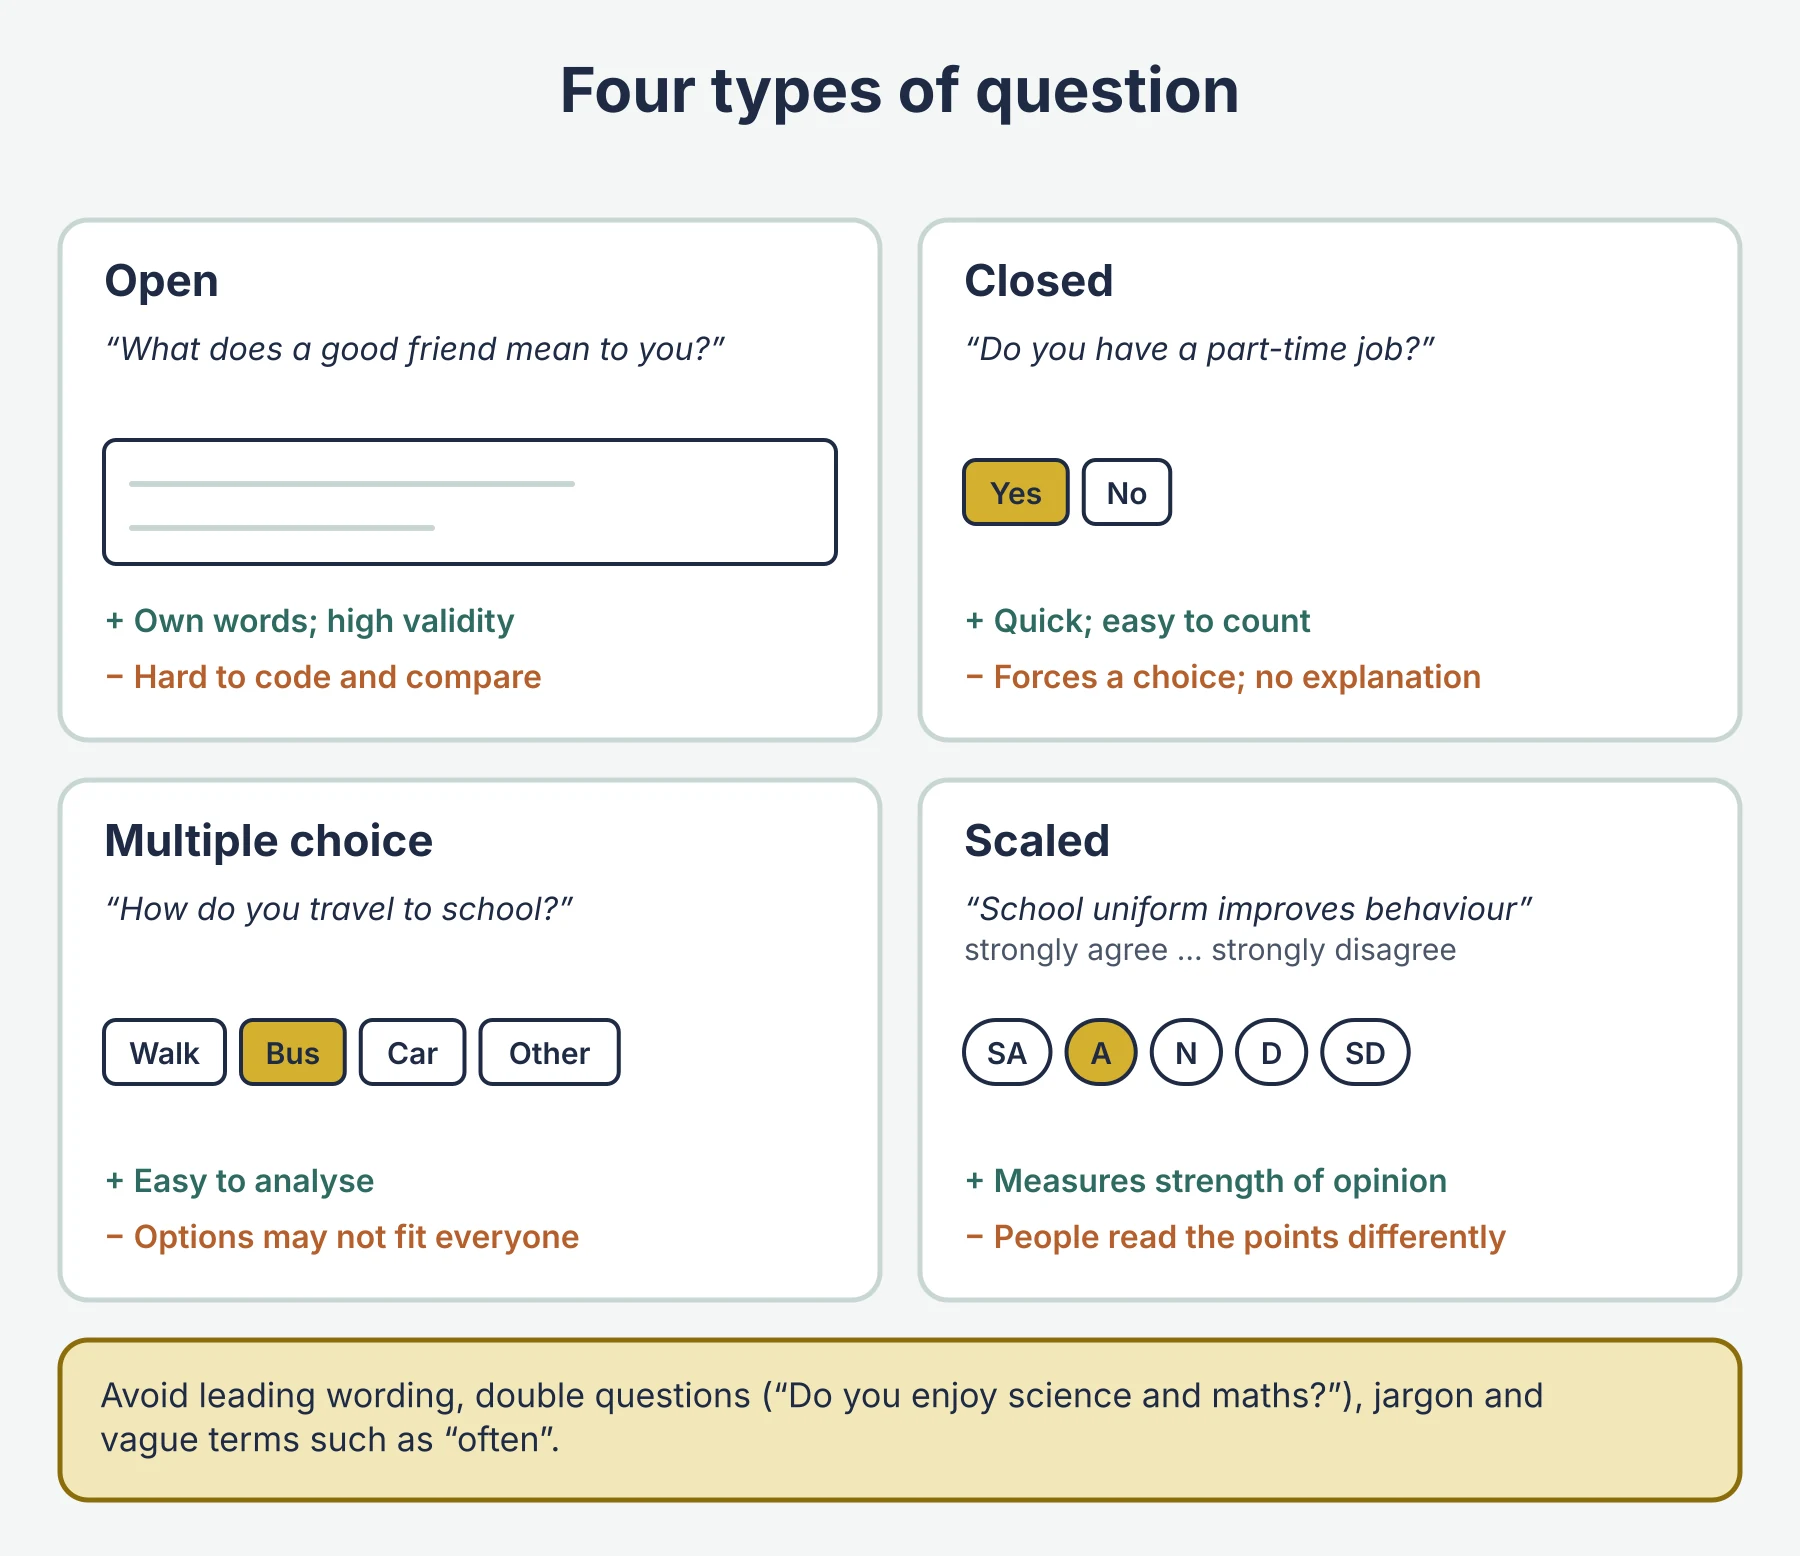 Four types of question
Open
“What does a good friend mean to you?”
+ Own words; high validity
− Hard to code and compare
Closed
“Do you have a part-time job?”
Yes No
+ Quick; easy to count
− Forces a choice; no explanation
Multiple choice
“How do you travel to school?”
Walk Bus Car Other
+ Easy to analyse
− Options may not fit everyone
Scaled
“School uniform improves behaviour”
strongly agree ... strongly disagree
SA A N D SD
+ Measures strength of opinion
− People read the points differently
Avoid leading wording, double questions (“Do you enjoy science and maths?”), jargon and
vague terms such as “often”.